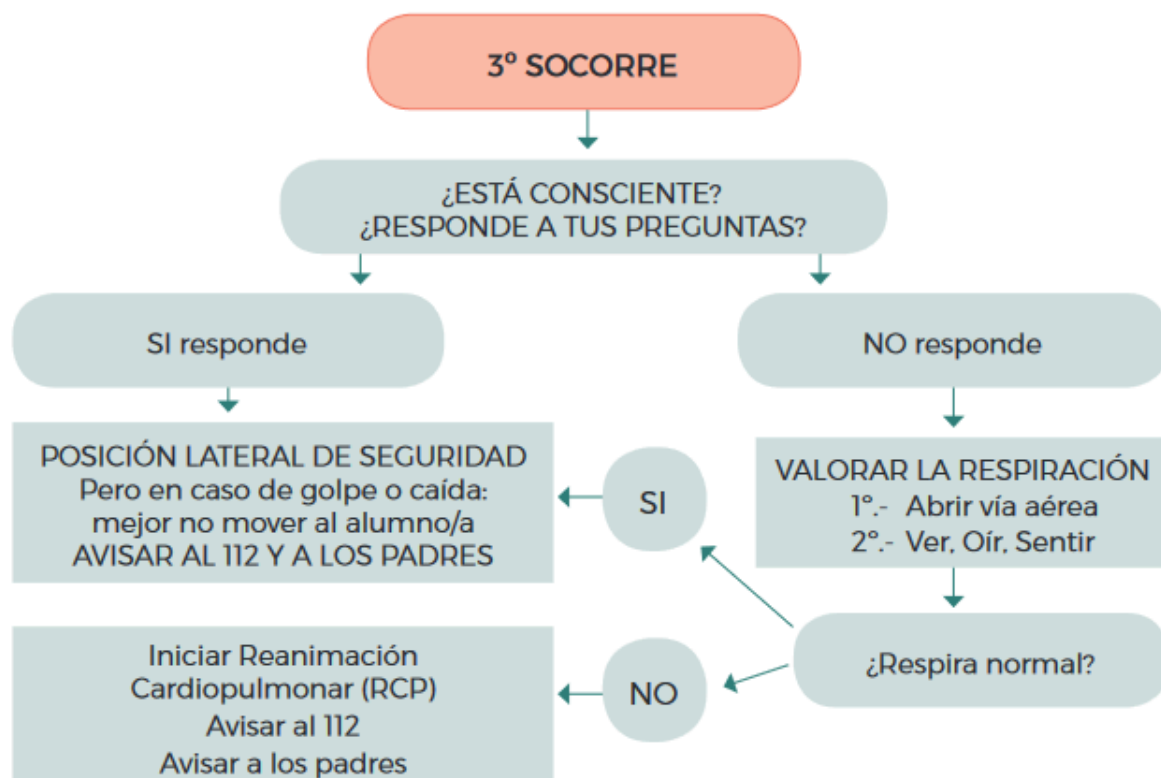 3º SOCORRE
¿ESTÁ CONSCIENTE?
¿RESPONDE A TUS PREGUNTAS?
SI responde
NO responde
POSICIÓN LATERAL DE SEGURIDAD
Pero en caso de golpe o caída:
mejor no mover al alumno/a
AVISAR AL 112 Y A LOS PADRES
SI
VALORAR LA RESPIRACIÓN
1º.- Abrir vía aérea
2º.- Ver, Oír, Sentir
Iniciar Reanimación
Cardiopulmonar (RCP)
Avisar al 112
Avisar a los padres
NO
¿Respira normal?